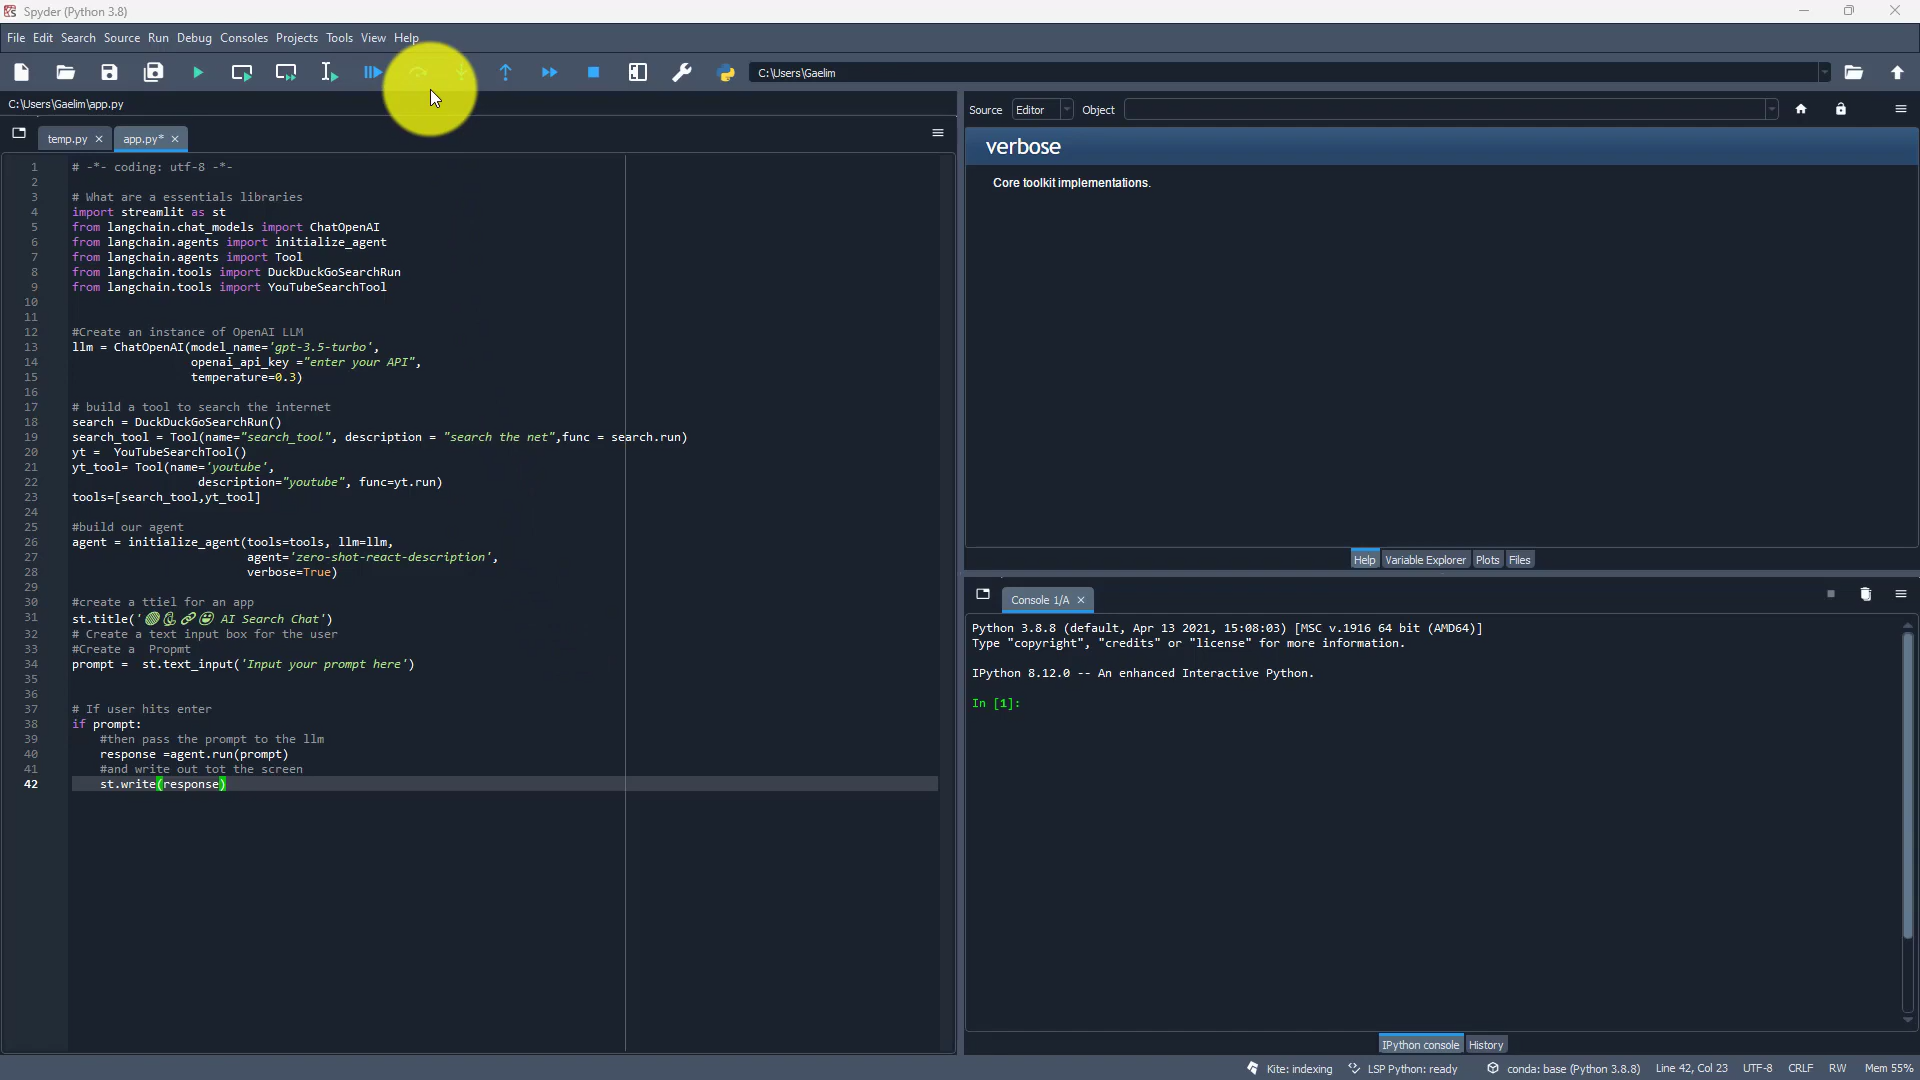 Spyder (Python 3.8)
File Edit Search Source Run Debug Consoles Projects Tools View Help
C:\Users\Gaelim
C:\Users\Gaelim\app.py
Source Editor Object
temp.py app.py*
verbose
Core toolkit implementations.
1 # -*- coding: utf-8 -*-
2
3 # What are a essentials libraries
4 import streamlit as st
5 from langchain.chat_models import ChatOpenAI
6 from langchain.agents import initialize_agent
7 from langchain.agents import Tool
8 from langchain.tools import DuckDuckGoSearchRun
9 from langchain.tools import YouTubeSearchTool
10
11
12 #Create an instance of OpenAI LLM
13 llm = ChatOpenAI(model_name='gpt-3.5-turbo',
14 openai_api_key ="enter your API",
15 temperature=0.3)
16
17 # build a tool to search the internet
18 search = DuckDuckGoSearchRun()
19 search_tool = Tool(name="search_tool", description = "search the net",func = search.run)
20 yt = YouTubeSearchTool()
21 yt_tool= Tool(name='youtube',
22 description="youtube", func=yt.run)
23 tools=[search_tool,yt_tool]
24
25 #build our agent
26 agent = initialize_agent(tools=tools, llm=llm,
27 agent='zero-shot-react-description',
28 verbose=True)
29
30 #create a ttiel for an app
31 st.title(' AI Search Chat')
32 # Create a text input box for the user
33 #Create a Propmt
34 prompt = st.text_input('Input your prompt here')
35
36
37 # If user hits enter
38 if prompt:
39 #then pass the prompt to the llm
40 response =agent.run(prompt)
41 #and write out tot the screen
42 st.write(response)
Help Variable Explorer Plots Files
Console 1/A
Python 3.8.8 (default, Apr 13 2021, 15:08:03) [MSC v.1916 64 bit (AMD64)]
Type "copyright", "credits" or "license" for more information.
IPython 8.12.0 -- An enhanced Interactive Python.
In [1]:
IPython console History
Kite: indexing LSP Python: ready conda: base (Python 3.8.8) Line 42, Col 23 UTF-8 CRLF RW Mem 55%